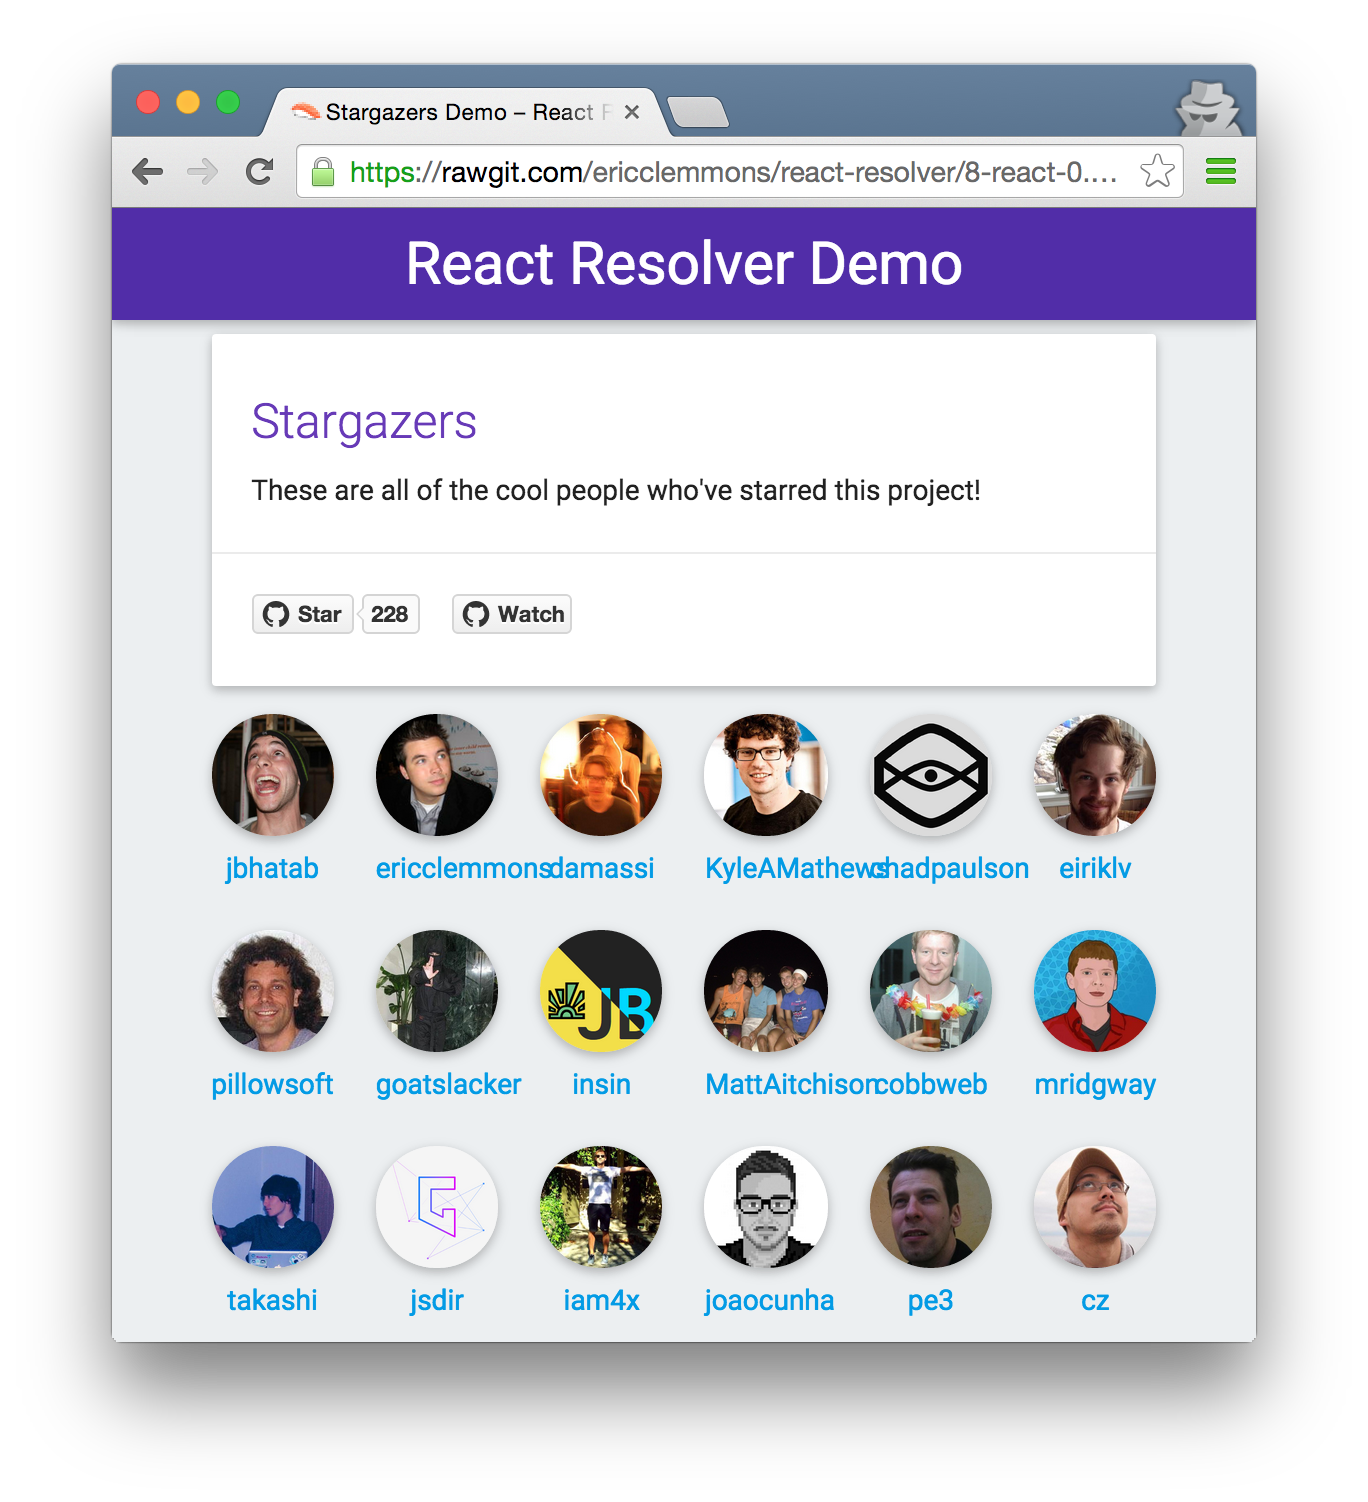 Stargazers Demo – React
https://rawgit.com/ericclemmons/react-resolver/8-react-0....
React Resolver Demo
Stargazers
These are all of the cool people who've starred this project!
Star 228 Watch
jbhatab ericclemmons damassi KyleAMathews chadpaulson eiriklv
JB
pillowsoft goatslacker insin MattAitchison cobbweb mridgway
takashi jsdir iam4x joaocunha pe3 cz